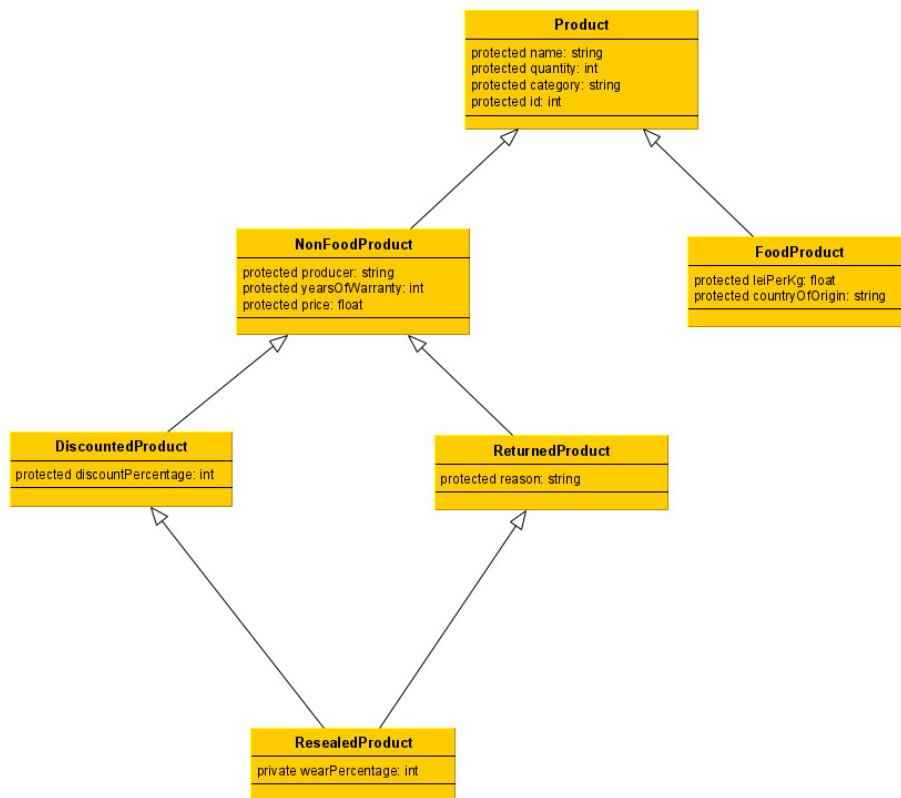 Product
protected name: string
protected quantity: int
protected category: string
protected id: int
NonFoodProduct
protected producer: string
protected yearsOfWarranty: int
protected price: float
FoodProduct
protected leiPerKg: float
protected countryOfOrigin: string
DiscountedProduct
protected discountPercentage: int
ReturnedProduct
protected reason: string
ResealedProduct
private wearPercentage: int